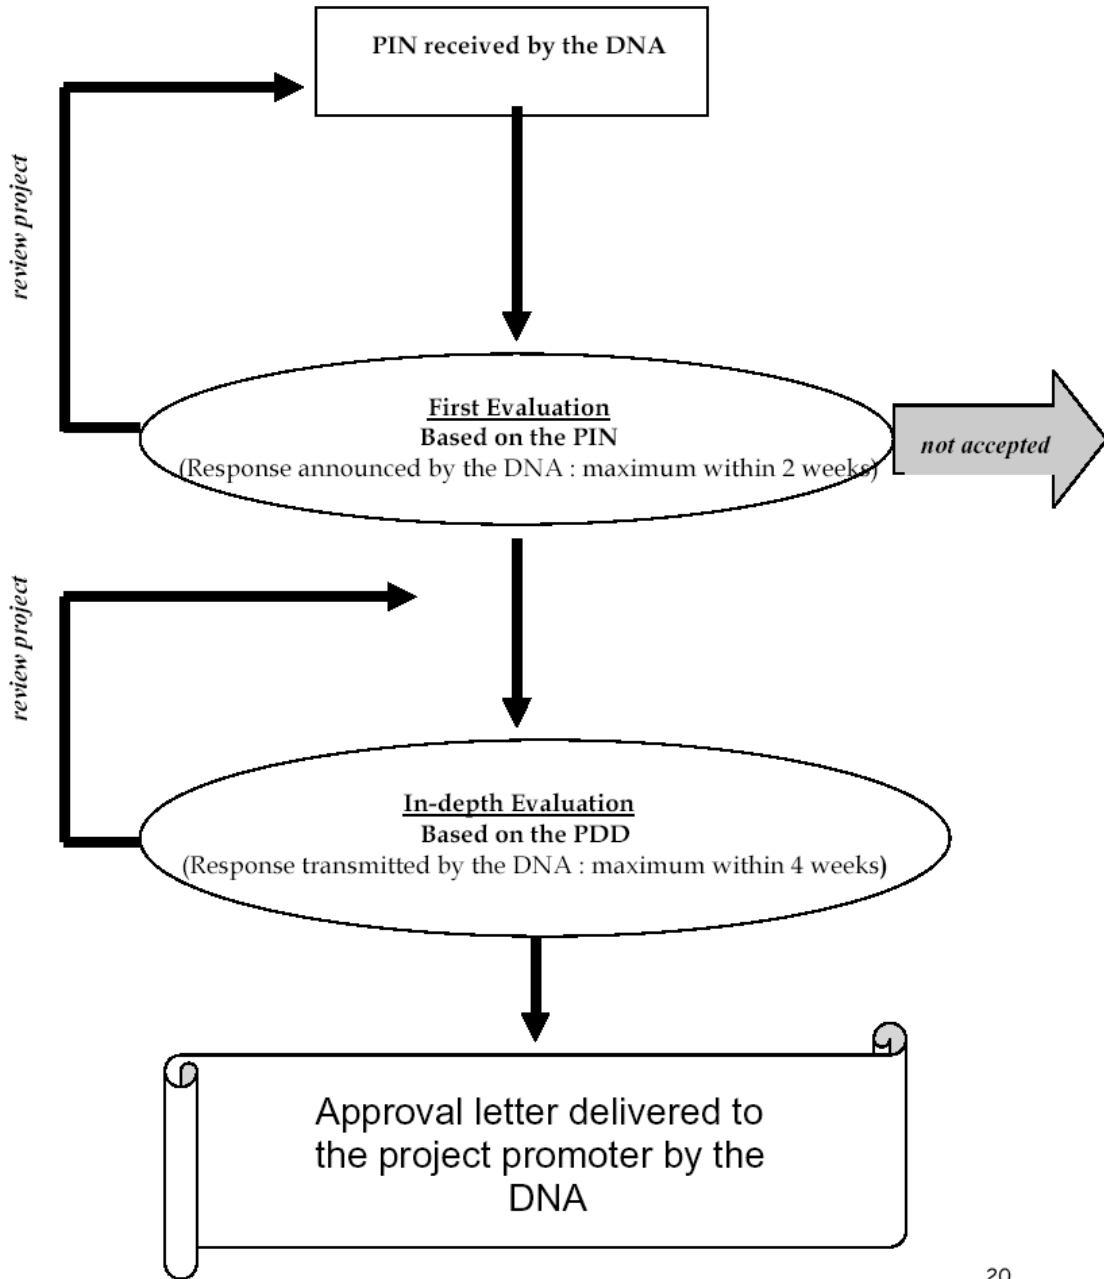 PIN received by the DNA
review project
First Evaluation
Based on the PIN
(Response announced by the DNA : maximum within 2 weeks)
not accepted
review project
In-depth Evaluation
Based on the PDD
(Response transmitted by the DNA : maximum within 4 weeks)
Approval letter delivered to
the project promoter by the
DNA
20